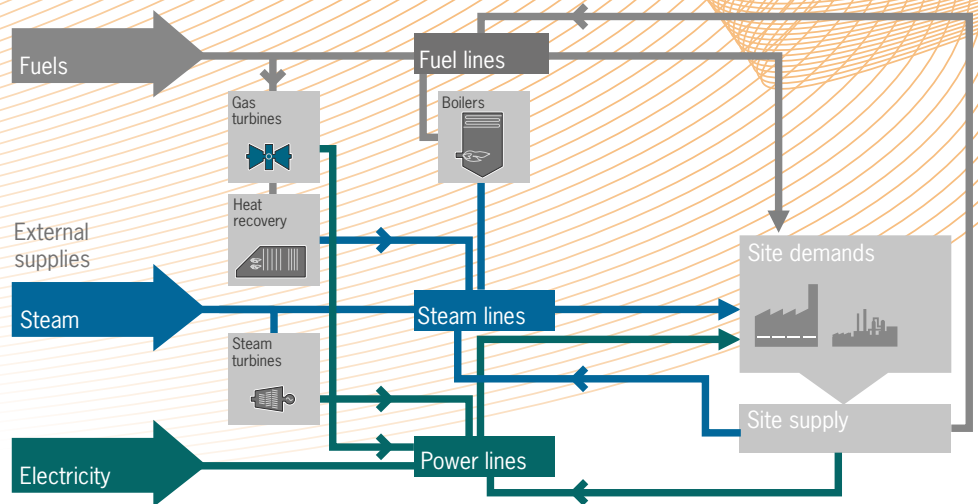 Fuels
Fuel lines
Gas
turbines
Boilers
Heat
recovery
External
supplies
Site demands
Steam
Steam lines
Steam
turbines
Site supply
Electricity
Power lines